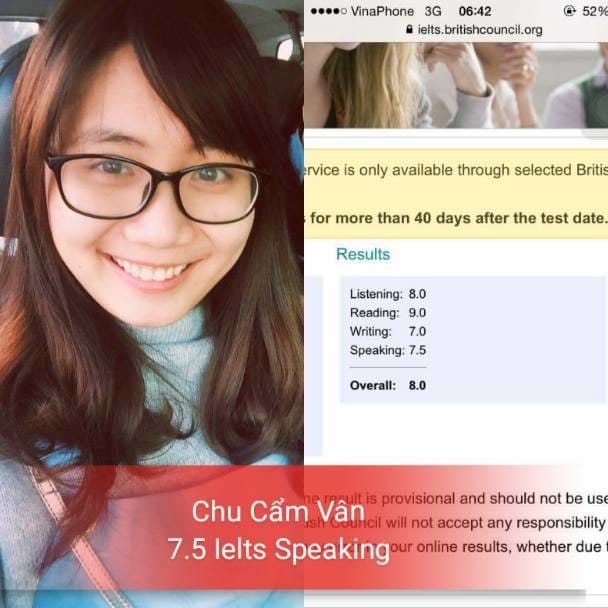 VinaPhone 3G 06:42 52%
ielts.britishcouncil.org
ervice is only available through selected Britis
for more than 40 days after the test date.
Results
Listening: 8.0
Reading: 9.0
Writing: 7.0
Speaking: 7.5
Overall: 8.0
result is provisional and should not be use
Council will not accept any responsibility
our online results, whether due
Chu Cẩm Vân
7.5 Ielts Speaking